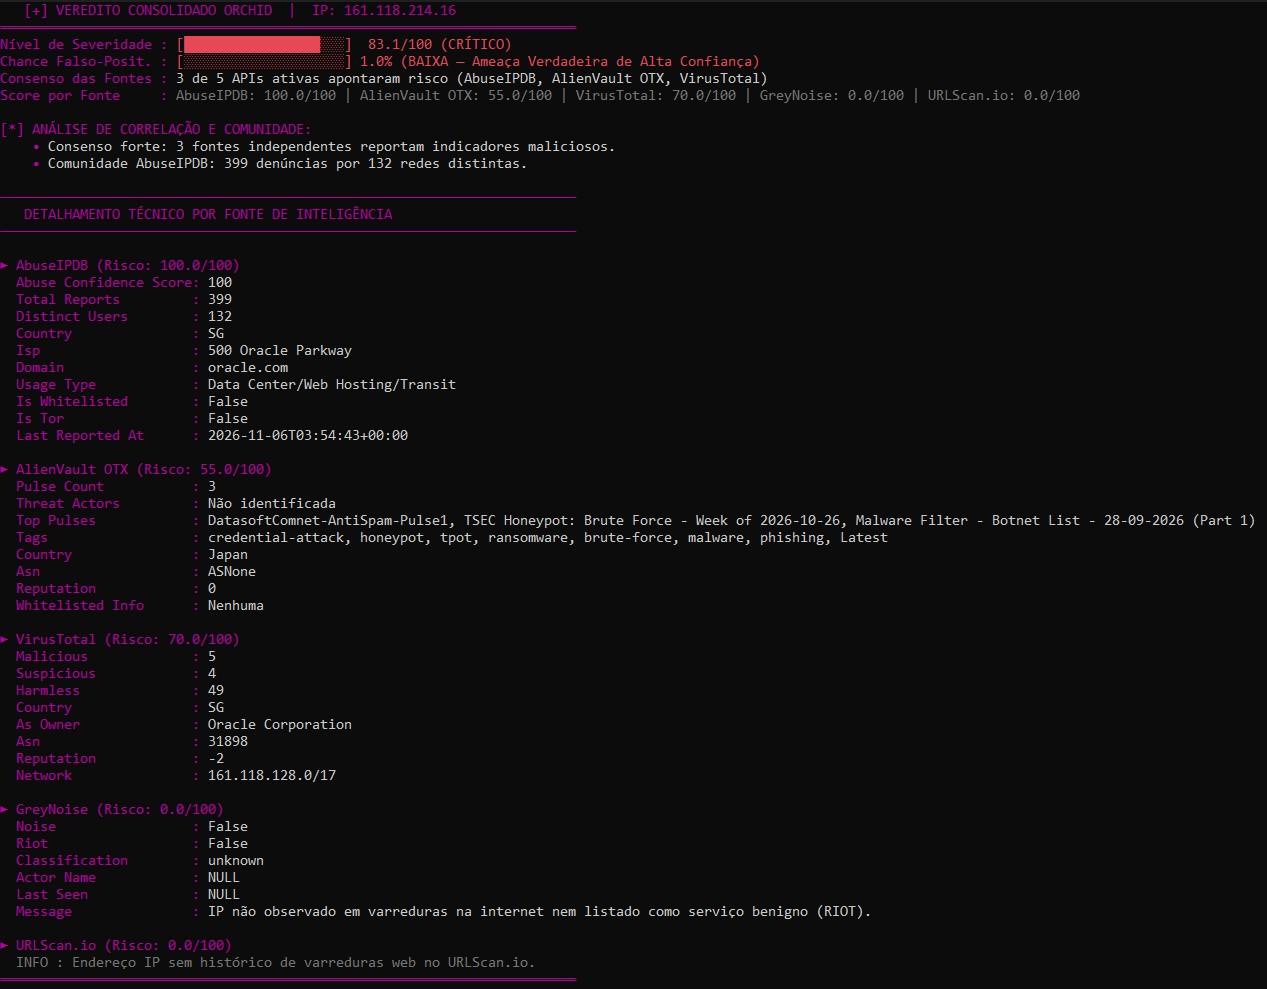 [+] VEREDITO CONSOLIDADO ORCHID | IP: 161.118.214.16
Nível de Severidade : [████████████████░░░] 83.1/100 (CRÍTICO)
Chance Falso-Posit. : [░░░░░░░░░░░░░░░░░░░░] 1.0% (BAIXA — Ameaça Verdadeira de Alta Confiança)
Consenso das Fontes : 3 de 5 APIs ativas apontaram risco (AbuseIPDB, AlienVault OTX, VirusTotal)
Score por Fonte : AbuseIPDB: 100.0/100 | AlienVault OTX: 55.0/100 | VirusTotal: 70.0/100 | GreyNoise: 0.0/100 | URLScan.io: 0.0/100
[*] ANÁLISE DE CORRELAÇÃO E COMUNIDADE:
• Consenso forte: 3 fontes independentes reportam indicadores maliciosos.
• Comunidade AbuseIPDB: 399 denúncias por 132 redes distintas.
DETALHAMENTO TÉCNICO POR FONTE DE INTELIGÊNCIA
► AbuseIPDB (Risco: 100.0/100)
Abuse Confidence Score: 100
Total Reports : 399
Distinct Users : 132
Country : SG
Isp : 500 Oracle Parkway
Domain : oracle.com
Usage Type : Data Center/Web Hosting/Transit
Is Whitelisted : False
Is Tor : False
Last Reported At : 2026-11-06T03:54:43+00:00
► AlienVault OTX (Risco: 55.0/100)
Pulse Count : 3
Threat Actors : Não identificada
Top Pulses : DatasoftComnet-AntiSpam-Pulse1, TSEC Honeypot: Brute Force - Week of 2026-10-26, Malware Filter - Botnet List - 28-09-2026 (Part 1)
Tags : credential-attack, honeypot, tpot, ransomware, brute-force, malware, phishing, Latest
Country : Japan
Asn : ASNone
Reputation : 0
Whitelisted Info : Nenhuma
► VirusTotal (Risco: 70.0/100)
Malicious : 5
Suspicious : 4
Harmless : 49
Country : SG
As Owner : Oracle Corporation
Asn : 31898
Reputation : -2
Network : 161.118.128.0/17
► GreyNoise (Risco: 0.0/100)
Noise : False
Riot : False
Classification : unknown
Actor Name : NULL
Last Seen : NULL
Message : IP não observado em varreduras na internet nem listado como serviço benigno (RIOT).
► URLScan.io (Risco: 0.0/100)
INFO : Endereço IP sem histórico de varreduras web no URLScan.io.